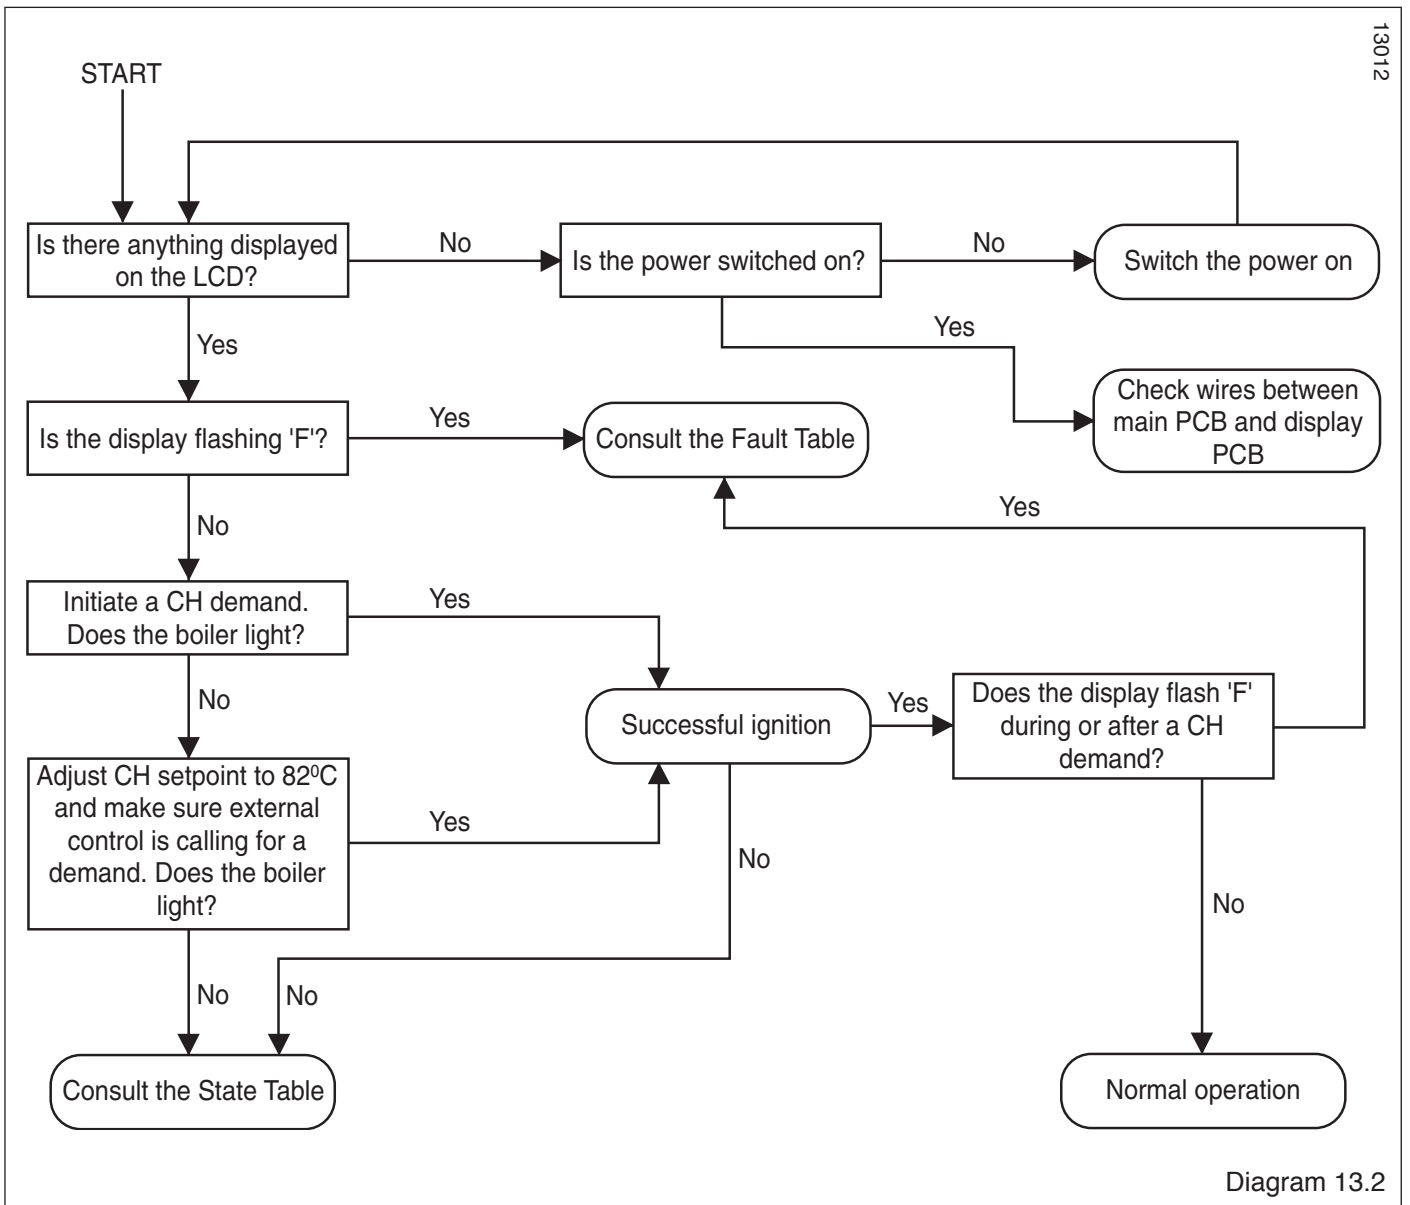 13012
START
Is there anything displayed
on the LCD?
No
Is the power switched on?
No
Switch the power on
Yes
Yes
Check wires between
main PCB and display
PCB
Is the display flashing 'F'?
Yes
Consult the Fault Table
No
Yes
Initiate a CH demand.
Does the boiler light?
Yes
No
Successful ignition
Yes
Does the display flash 'F'
during or after a CH
demand?
Adjust CH setpoint to 82⁰C
and make sure external
control is calling for a
demand. Does the boiler
light?
Yes
No
No
No
No
Consult the State Table
Normal operation
Diagram 13.2